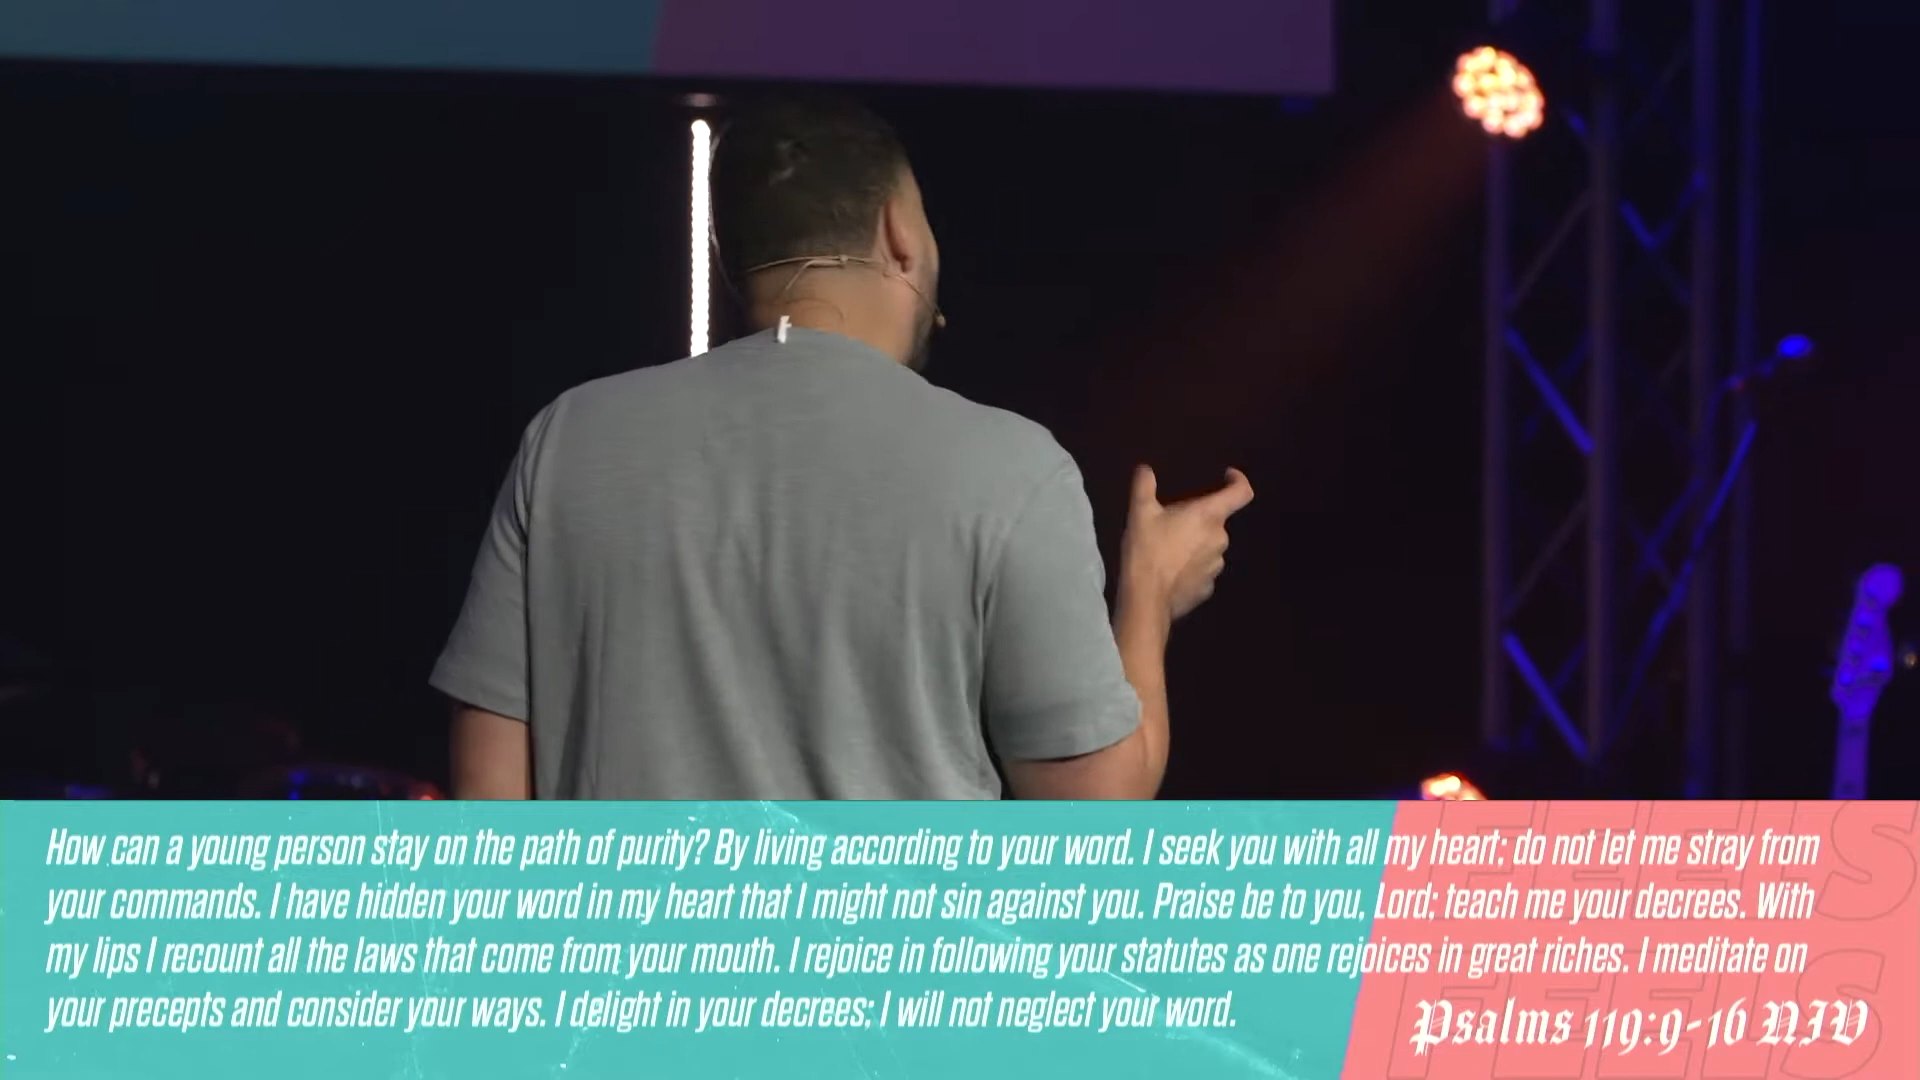 How can a young person stay on the path of purity? By living according to your word. I seek you with all my heart; do not let me stray from
your commands. I have hidden your word in my heart that I might not sin against you. Praise be to you, Lord; teach me your decrees. With
my lips I recount all the laws that come from your mouth. I rejoice in following your statutes as one rejoices in great riches. I meditate on
your precepts and consider your ways. I delight in your decrees; I will not neglect your word.
Psalms 119:9-16 NIV
FEELS
FEELS